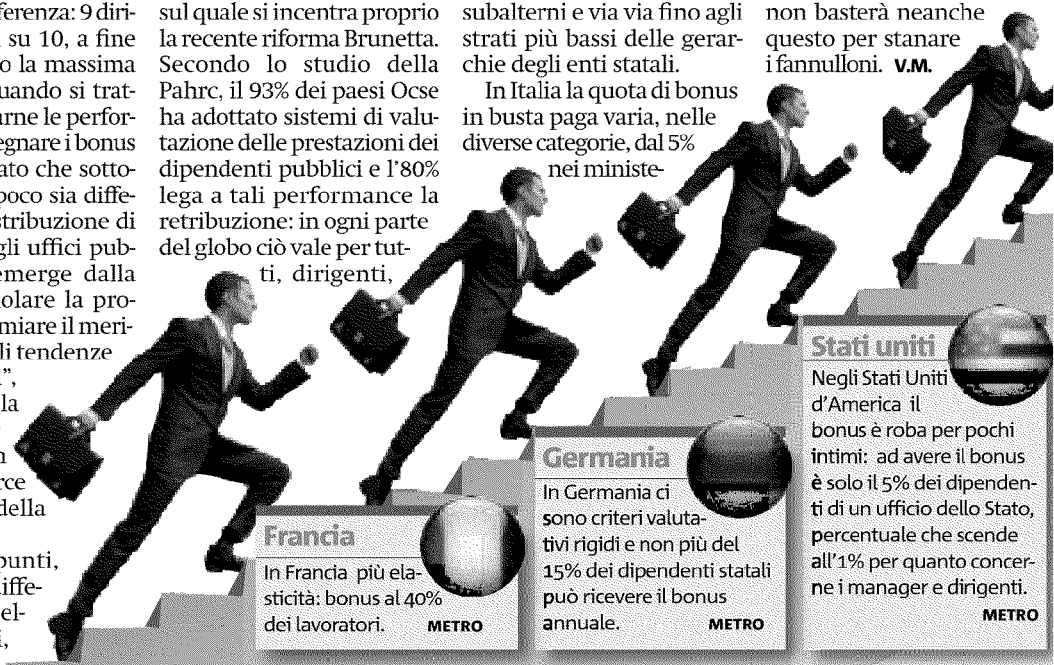 ferenza: 9 diri-
su 10, a fine
o la massima
uando si trat-
arne le perfor-
egnare i bonus
ato che sotto-
poco sia diffe-
stribuzione di
gli uffici pub-
emerge dalla
olare la pro-
miare il meri-
li tendenze
”,
la
n
rce
della
punti,
iffe-
el-
i,
sul quale si incentra proprio
la recente riforma Brunetta.
Secondo lo studio della
Pahrc, il 93% dei paesi Ocse
ha adottato sistemi di valu-
tazione delle prestazioni dei
dipendenti pubblici e l'80%
lega a tali performance la
retribuzione: in ogni parte
del globo ciò vale per tut-
ti, dirigenti,
subalterni e via via fino agli
strati più bassi delle gerar-
chie degli enti statali.
In Italia la quota di bonus
in busta paga varia, nelle
diverse categorie, dal 5%
nei ministe-
non basterà neanche
questo per stanare
i fannulloni. V.M.
Francia
In Francia più ela-
sticità: bonus al 40%
dei lavoratori. METRO
Germania
In Germania ci
sono criteri valuta-
tivi rigidi e non più del
15% dei dipendenti statali
può ricevere il bonus
annuale. METRO
Stati uniti
Negli Stati Uniti
d'America il
bonus è roba per pochi
intimi: ad avere il bonus
è solo il 5% dei dipenden-
ti di un ufficio dello Stato,
percentuale che scende
all'1% per quanto concer-
ne i manager e dirigenti.
METRO